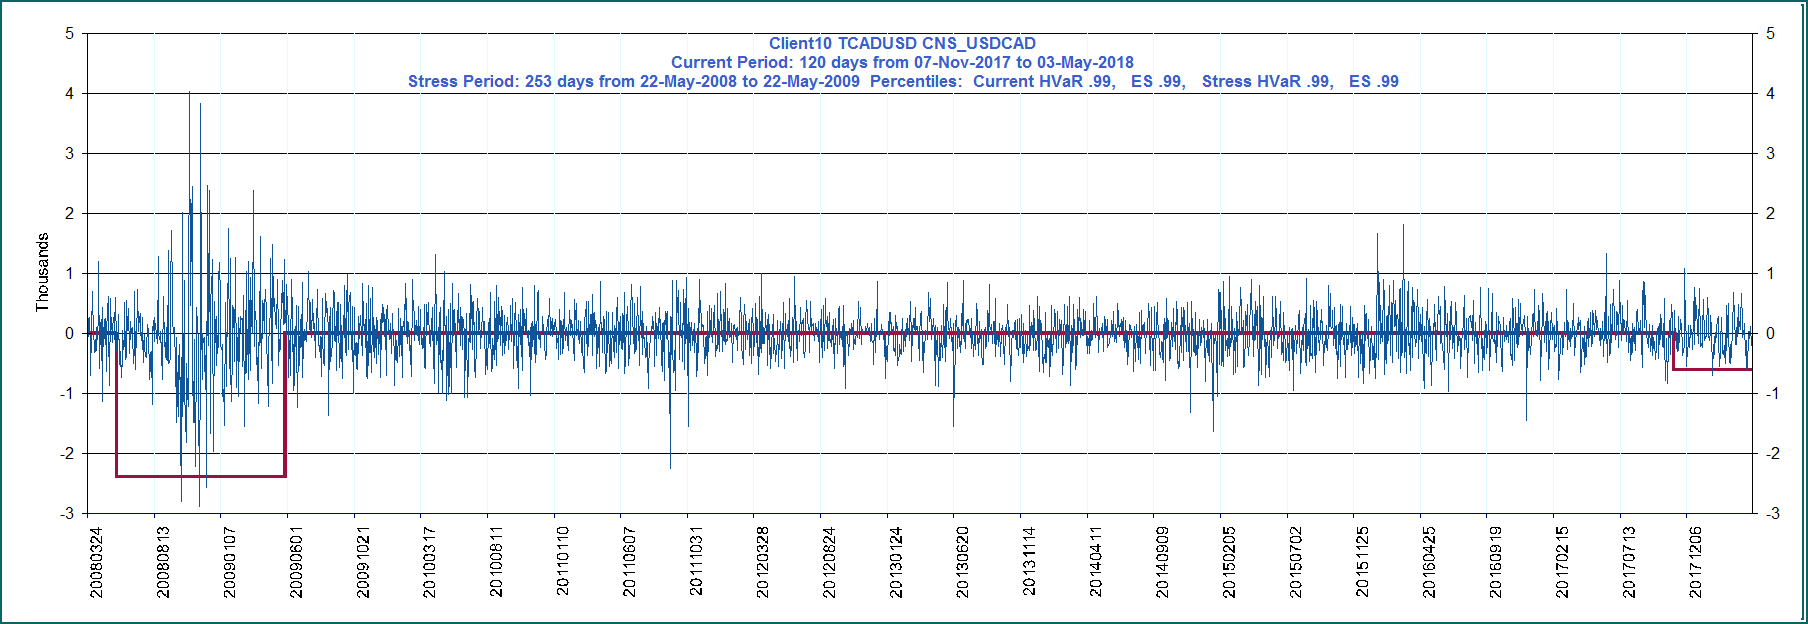 Client10 TCADUSD CNS_USDCAD
Current Period: 120 days from 07-Nov-2017 to 03-May-2018
Stress Period: 253 days from 22-May-2008 to 22-May-2009  Percentiles:  Current HVaR .99,   ES .99,   Stress HVaR .99,   ES .99
5 5
4 4
3 3
2 2
1 1
0 0
-1 -1
-2 -2
-3 -3
Thousands
20080324 20080813 20090107 20090601 20091021 20100317 20100811 20110110 20110607 20111031 20120328 20120824 20130124 20130620 20131114 20140411 20140909 20150205 20150702 20151125 20160425 20160919 20170215 20170713 20171206